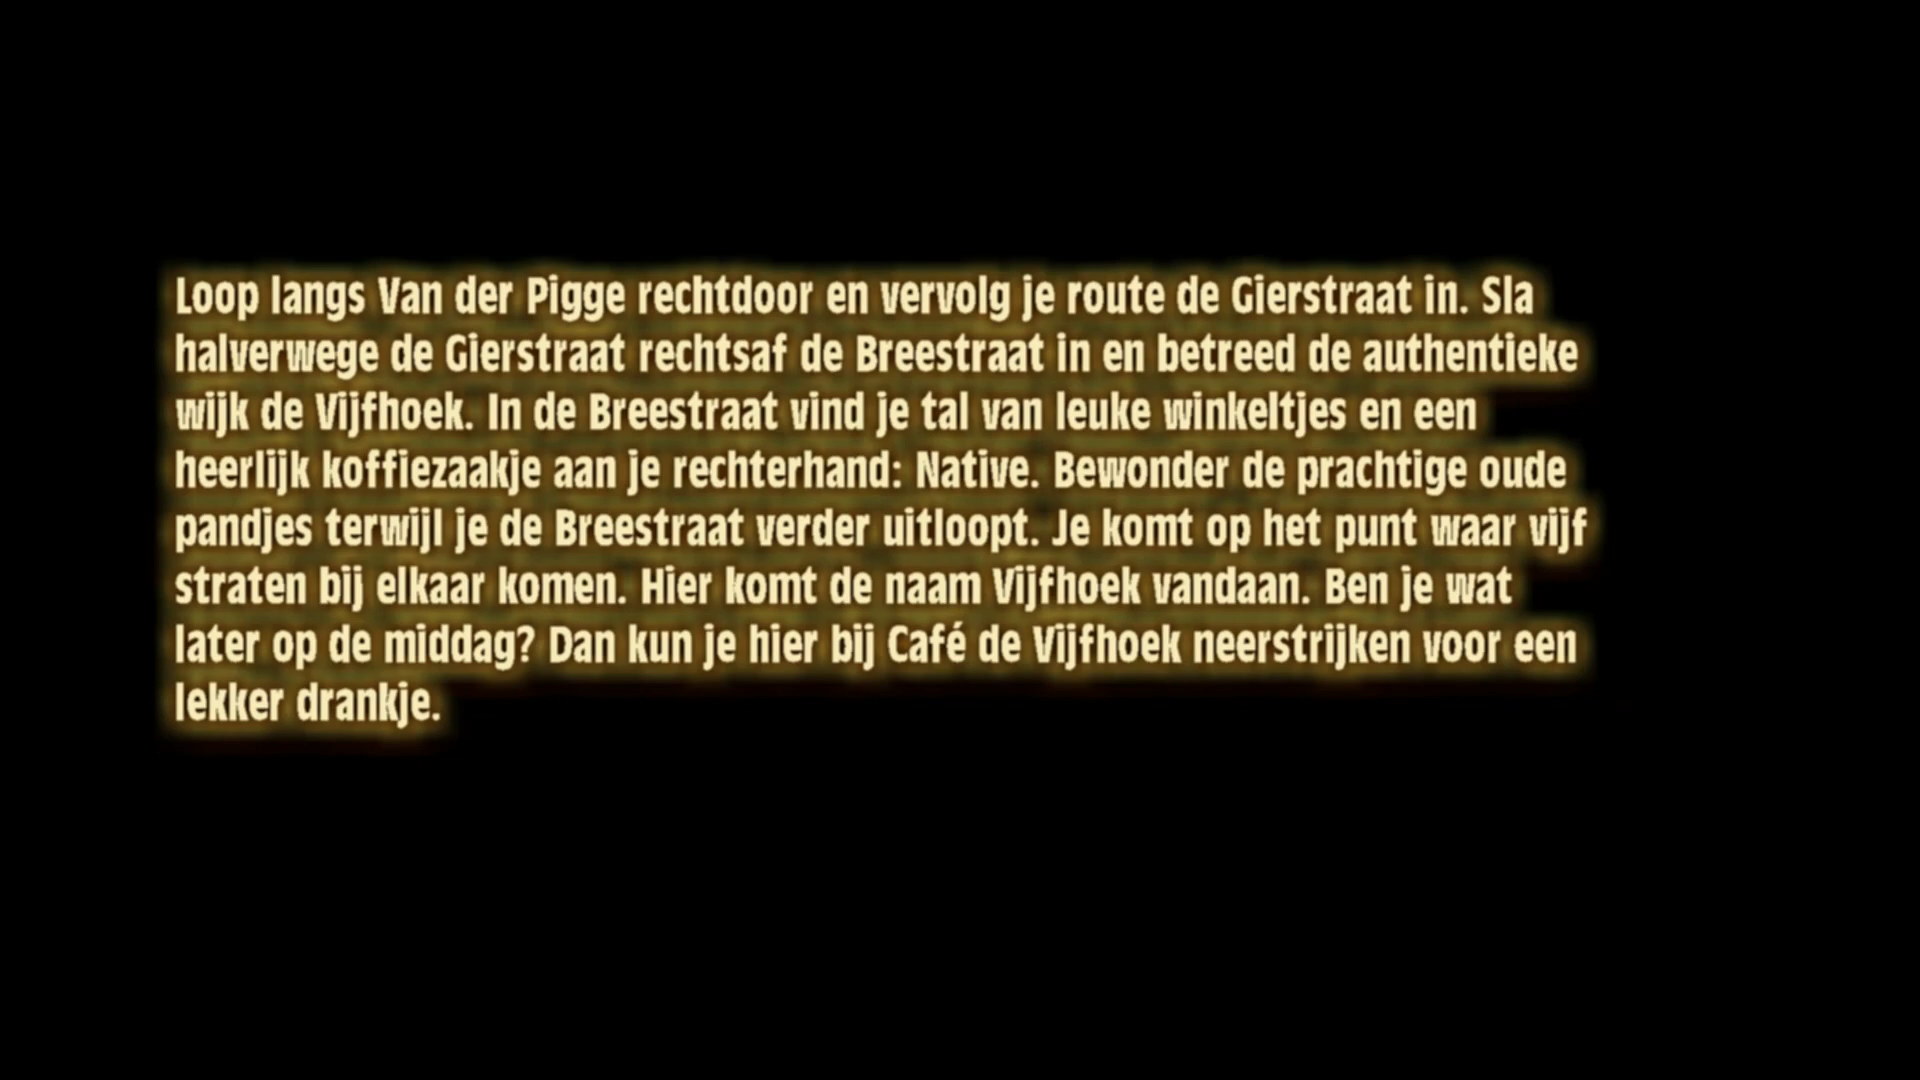 Loop langs Van der Pigge rechtdoor en vervolg je route de Gierstraat in. Sla
halverwege de Gierstraat rechtsaf de Breestraat in en betreed de authentieke
wijk de Vijfhoek. In de Breestraat vind je tal van leuke winkeltjes en een
heerlijk koffiezaakje aan je rechterhand: Native. Bewonder de prachtige oude
pandjes terwijl je de Breestraat verder uitloopt. Je komt op het punt waar vijf
straten bij elkaar komen. Hier komt de naam Vijfhoek vandaan. Ben je wat
later op de middag? Dan kun je hier bij Café de Vijfhoek neerstrijken voor een
lekker drankje.